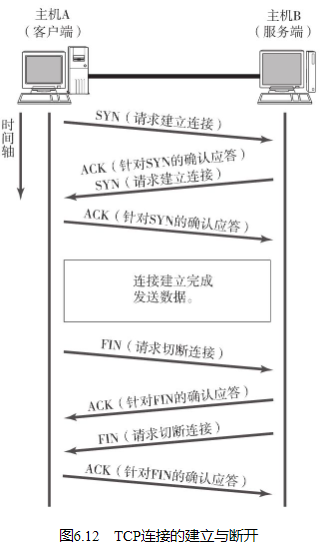 主机A
（客户端）
主机B
（服务端）
时间轴
SYN（请求建立连接）
ACK（针对SYN的确认应答）
SYN（请求建立连接）
ACK（针对SYN的确认应答）
连接建立完成
发送数据。
FIN（请求切断连接）
ACK（针对FIN的确认应答）
FIN（请求切断连接）
ACK（针对FIN的确认应答）
图6.12 TCP连接的建立与断开